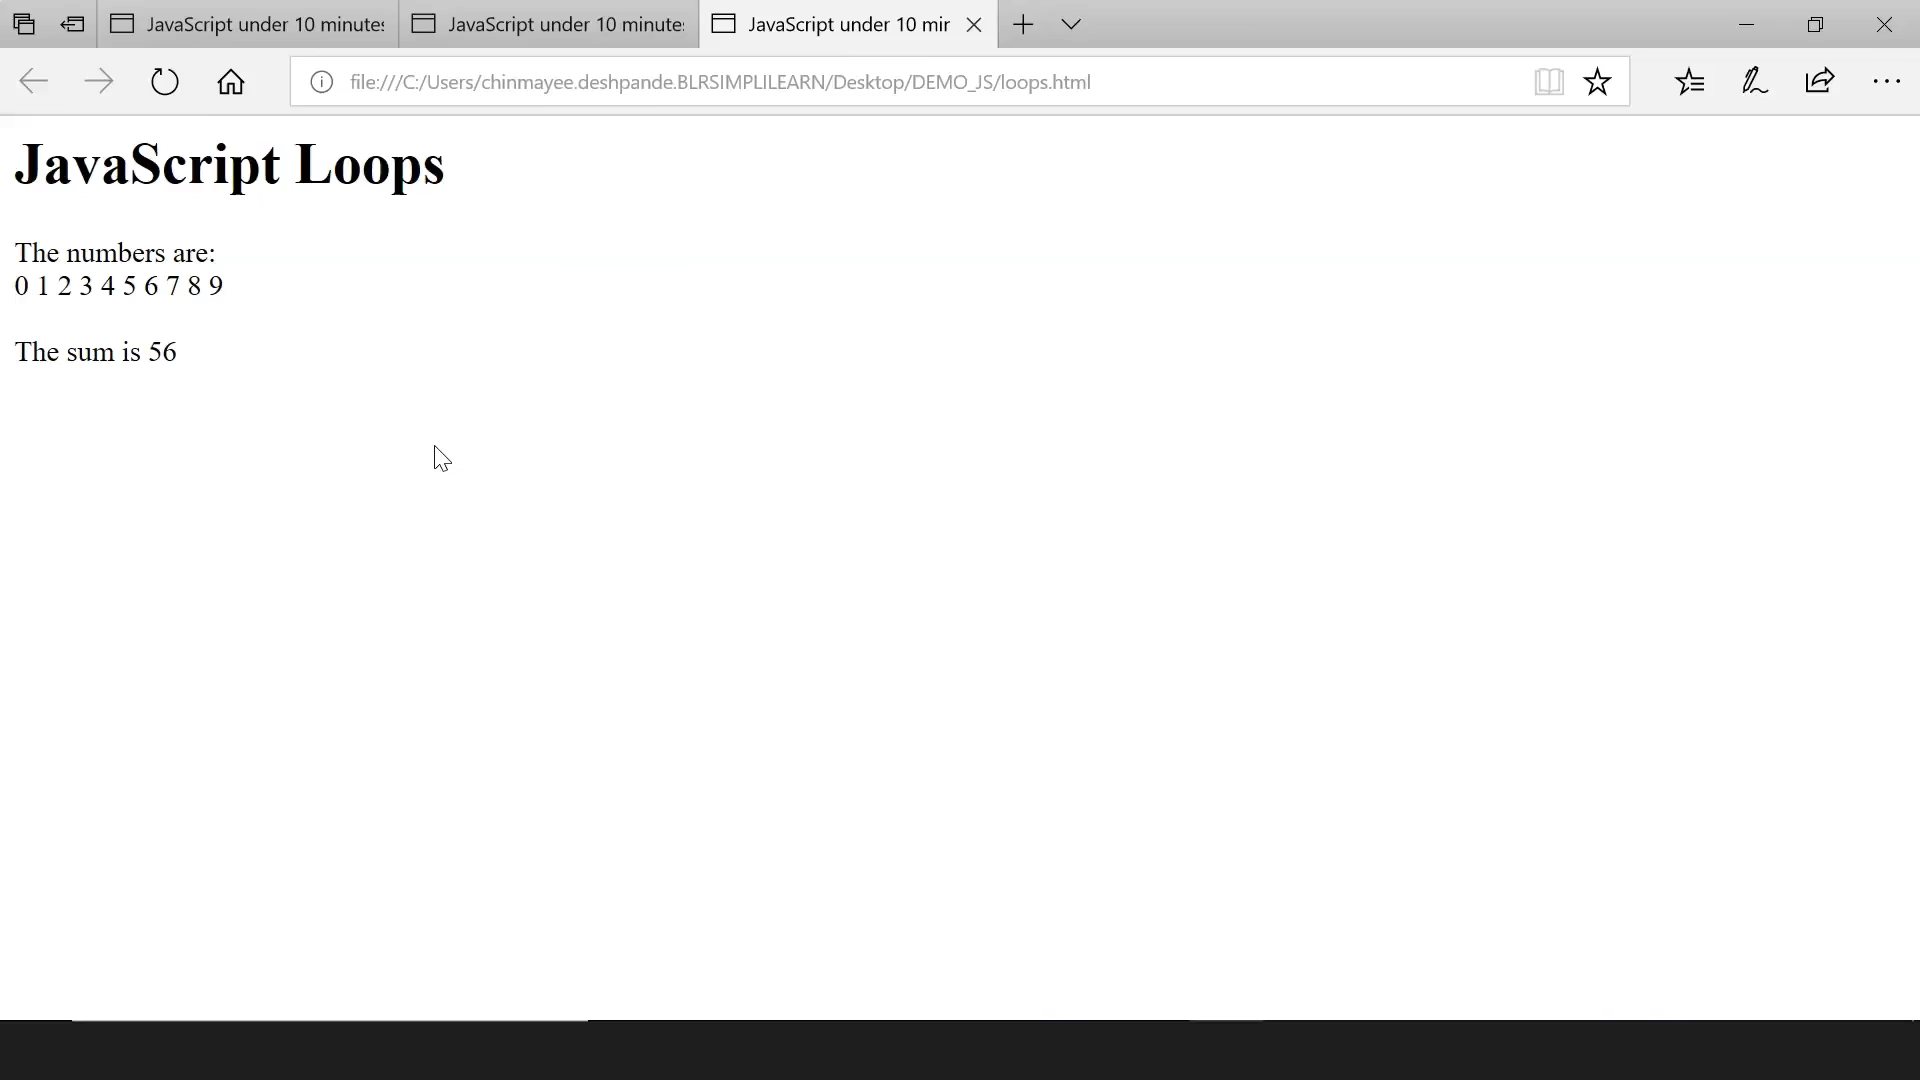 JavaScript under 10 minutes
JavaScript under 10 minute
JavaScript under 10 mir
file:///C:/Users/chinmayee.deshpande.BLRSIMPLILEARN/Desktop/DEMO_JS/loops.html
JavaScript Loops
The numbers are:
0 1 2 3 4 5 6 7 8 9
The sum is 56